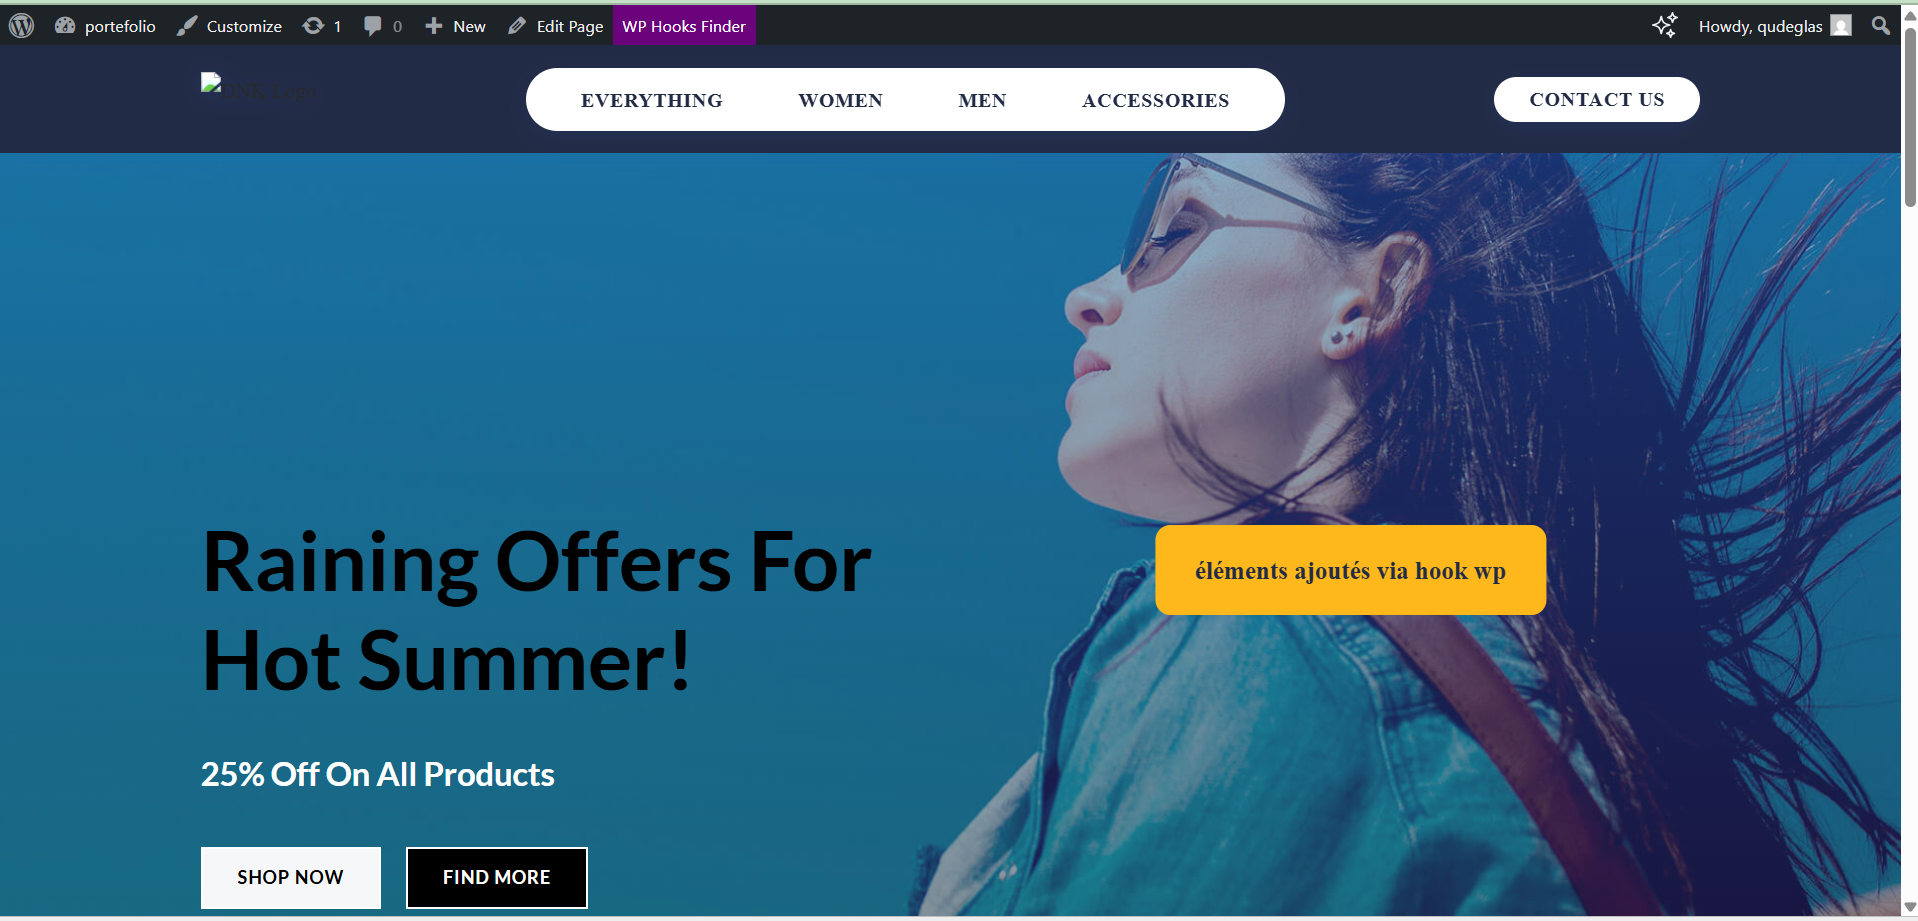 portefolio
Customize
1
0
New
Edit Page
WP Hooks Finder
Howdy, qudeglas
Logo
EVERYTHING
WOMEN
MEN
ACCESSORIES
CONTACT US
Raining Offers For
Hot Summer!
éléments ajoutés via hook wp
25% Off On All Products
SHOP NOW
FIND MORE